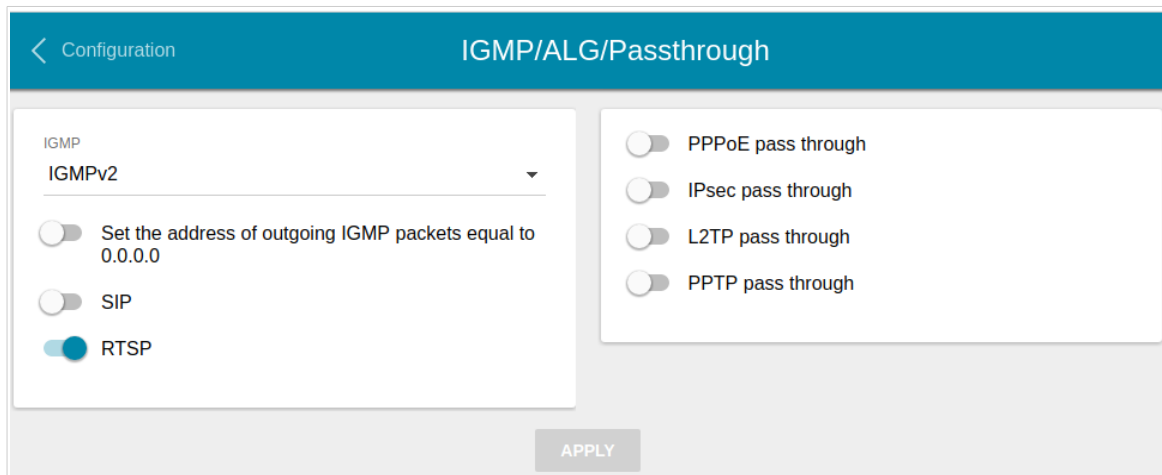 Configuration
IGMP/ALG/Passthrough
IGMP
IGMPv2
Set the address of outgoing IGMP packets equal to
0.0.0.0
SIP
RTSP
PPPoE pass through
IPsec pass through
L2TP pass through
PPTP pass through
APPLY